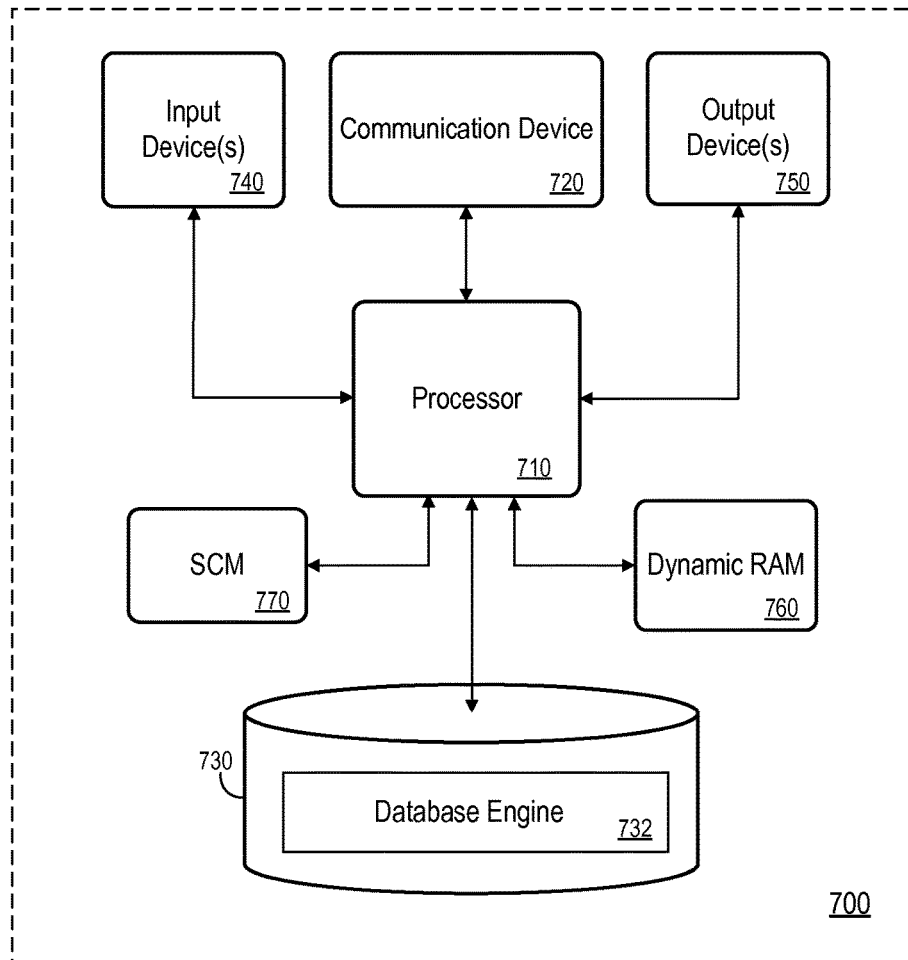 Input
Device(s)
740
Communication Device
720
Output
Device(s)
750
Processor
710
SCM
770
Dynamic RAM
760
730
Database Engine
732
700